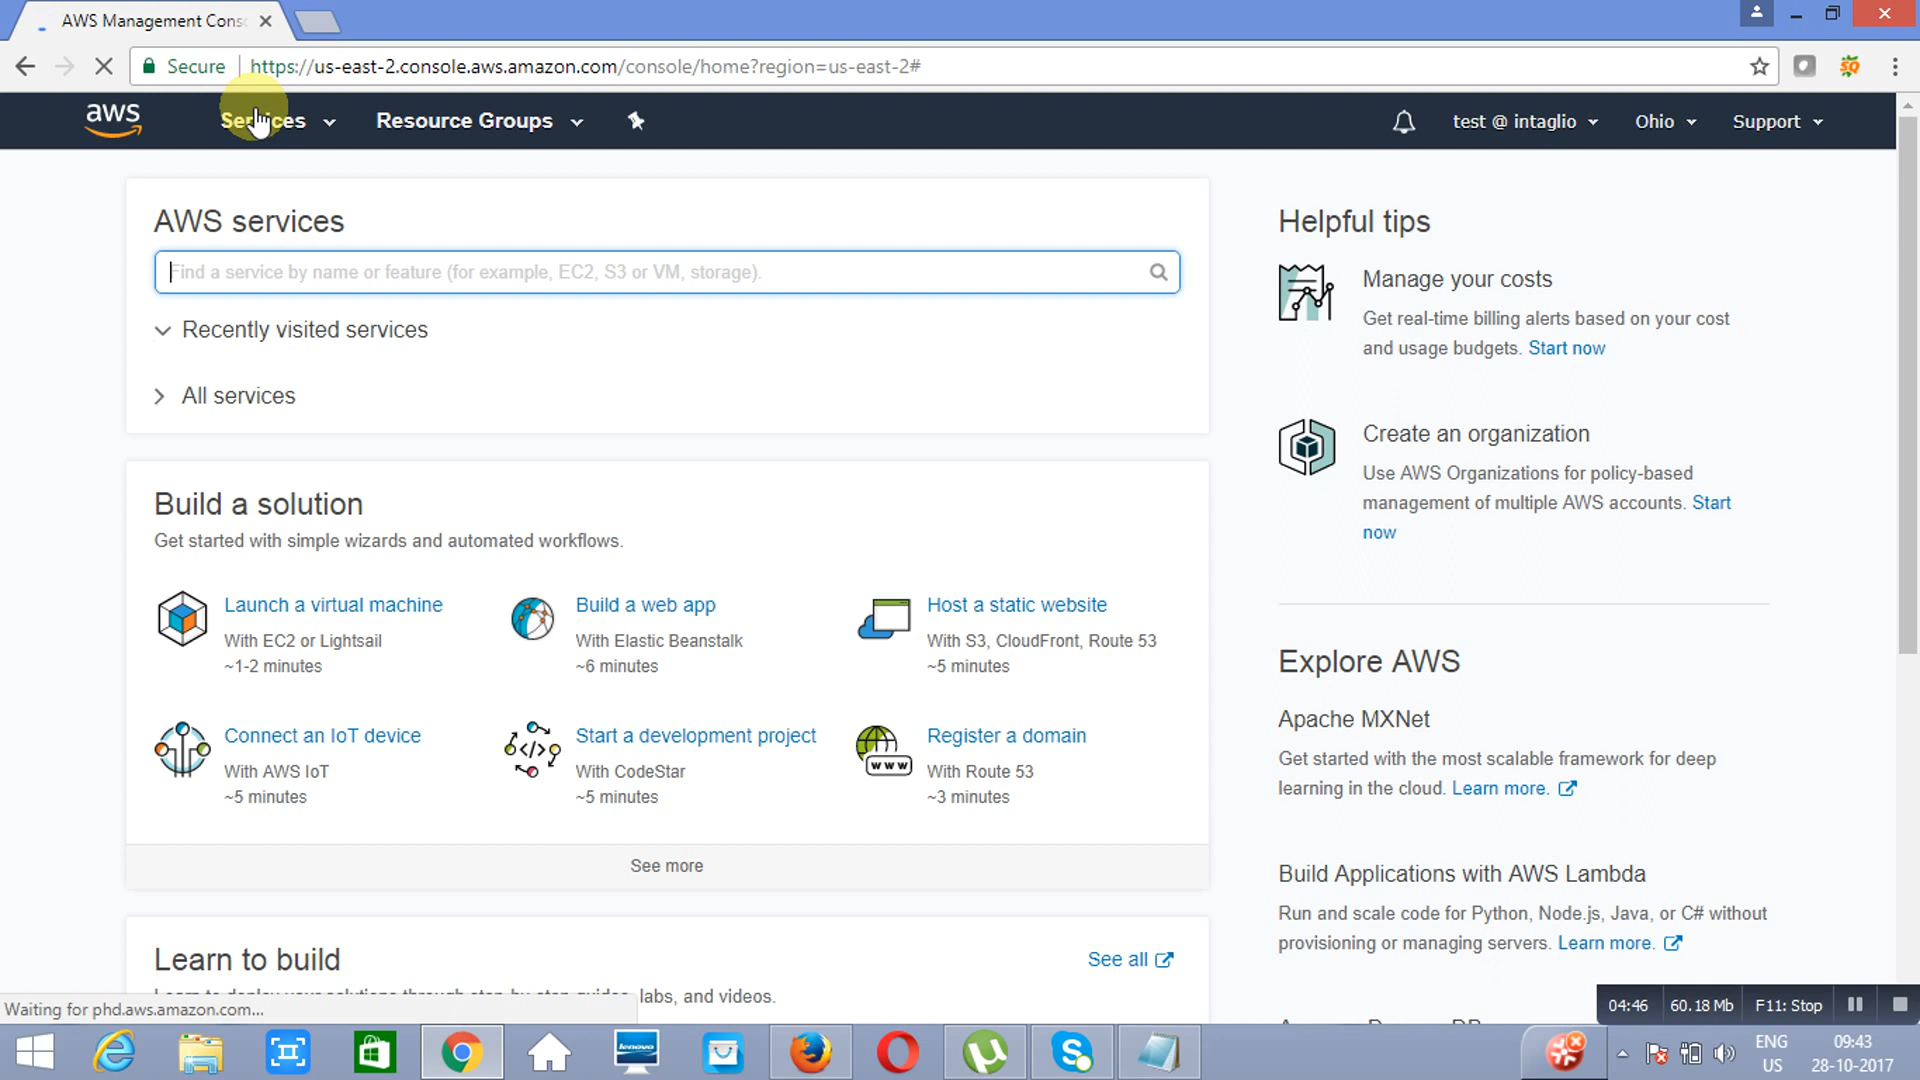 AWS Management Cons
Secure https://us-east-2.console.aws.amazon.com/console/home?region=us-east-2#
aws Services Resource Groups test @ intaglio Ohio Support
AWS services
Find a service by name or feature (for example, EC2, S3 or VM, storage).
Recently visited services
All services
Build a solution
Get started with simple wizards and automated workflows.
Launch a virtual machine
With EC2 or Lightsail
~1-2 minutes
Build a web app
With Elastic Beanstalk
~6 minutes
Host a static website
With S3, CloudFront, Route 53
~5 minutes
Connect an IoT device
With AWS IoT
~5 minutes
Start a development project
With CodeStar
~5 minutes
Register a domain
With Route 53
~3 minutes
See more
Learn to build
See all
labs, and videos.
Helpful tips
Manage your costs
Get real-time billing alerts based on your cost
and usage budgets. Start now
Create an organization
Use AWS Organizations for policy-based
management of multiple AWS accounts. Start
now
Explore AWS
Apache MXNet
Get started with the most scalable framework for deep
learning in the cloud. Learn more.
Build Applications with AWS Lambda
Run and scale code for Python, Node.js, Java, or C# without
provisioning or managing servers. Learn more.
Waiting for phd.aws.amazon.com...
04:46 60.18 Mb F11: Stop
lenovo
ENG
US
09:43
28-10-2017